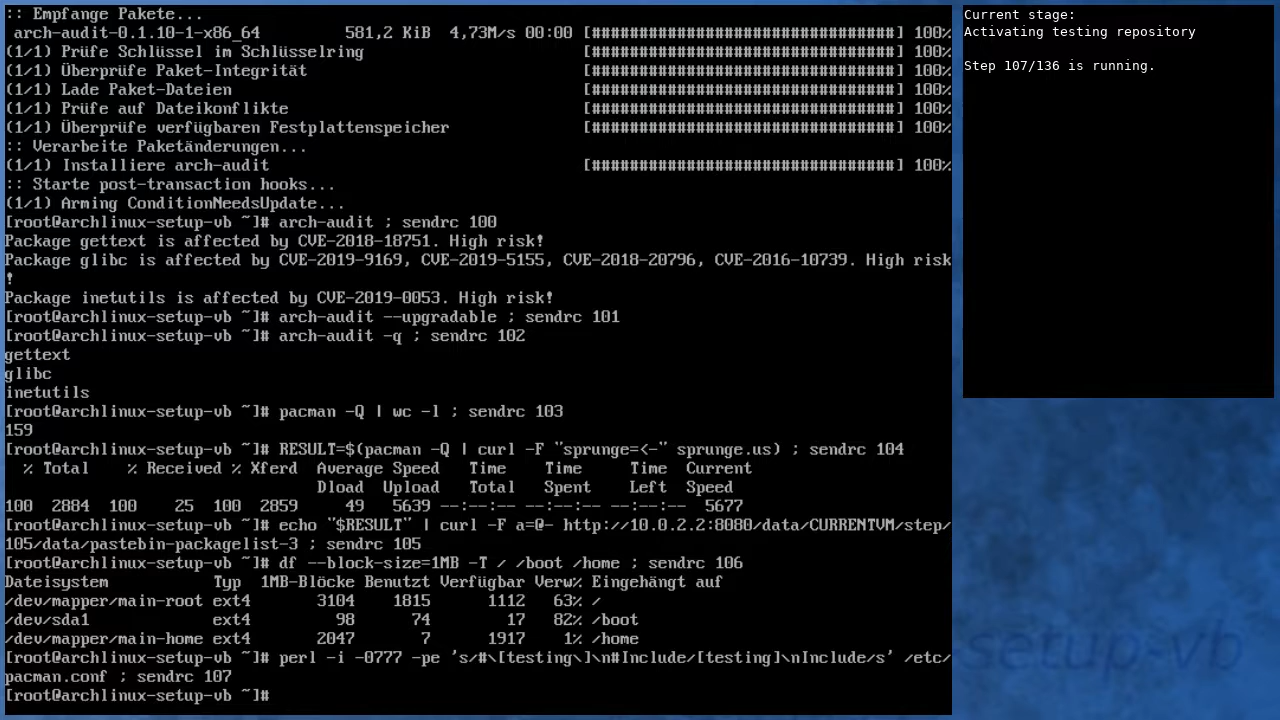 :: Empfange Pakete...
 arch-audit-0.1.10-1-x86_64         581,2 KiB  4,73M/s 00:00 [################################] 100%
(1/1) Prüfe Schlüssel im Schlüsselring                       [################################] 100%
(1/1) Überprüfe Paket-Integrität                             [################################] 100%
(1/1) Lade Paket-Dateien                                     [################################] 100%
(1/1) Prüfe auf Dateikonflikte                               [################################] 100%
(1/1) Überprüfe verfügbaren Festplattenspeicher              [################################] 100%
:: Verarbeite Paketänderungen...
(1/1) Installiere arch-audit                                 [################################] 100%
:: Starte post-transaction hooks...
(1/1) Arming ConditionNeedsUpdate...
[root@archlinux-setup-vb ~]# arch-audit ; sendrc 100
Package gettext is affected by CVE-2018-18751. High risk!
Package glibc is affected by CVE-2019-9169, CVE-2019-5155, CVE-2018-20796, CVE-2016-10739. High risk
!
Package inetutils is affected by CVE-2019-0053. High risk!
[root@archlinux-setup-vb ~]# arch-audit --upgradable ; sendrc 101
[root@archlinux-setup-vb ~]# arch-audit -q ; sendrc 102
gettext
glibc
inetutils
[root@archlinux-setup-vb ~]# pacman -Q | wc -l ; sendrc 103
159
[root@archlinux-setup-vb ~]# RESULT=$(pacman -Q | curl -F "sprunge=<-" sprunge.us) ; sendrc 104
  % Total    % Received % Xferd  Average Speed   Time    Time     Time  Current
                                 Dload  Upload   Total   Spent    Left  Speed
100  2884  100    25  100  2859     49   5639 --:--:-- --:--:-- --:--:--  5677
[root@archlinux-setup-vb ~]# echo "$RESULT" | curl -F a=@- http://10.0.2.2:8080/data/CURRENTVM/step/
105/data/pastebin-packagelist-3 ; sendrc 105
[root@archlinux-setup-vb ~]# df --block-size=1MB -T / /boot /home ; sendrc 106
Dateisystem           Typ  1MB-Blöcke Benutzt Verfügbar Verw% Eingehängt auf
/dev/mapper/main-root ext4       3104    1815      1112   63% /
/dev/sda1             ext4         98      74        17   82% /boot
/dev/mapper/main-home ext4       2047       7      1917    1% /home
[root@archlinux-setup-vb ~]# perl -i -0777 -pe 's/#\[testing\]\n#Include/[testing]\nInclude/s' /etc/
pacman.conf ; sendrc 107
[root@archlinux-setup-vb ~]#
Current stage:
Activating testing repository
Step 107/136 is running.
setup-vb